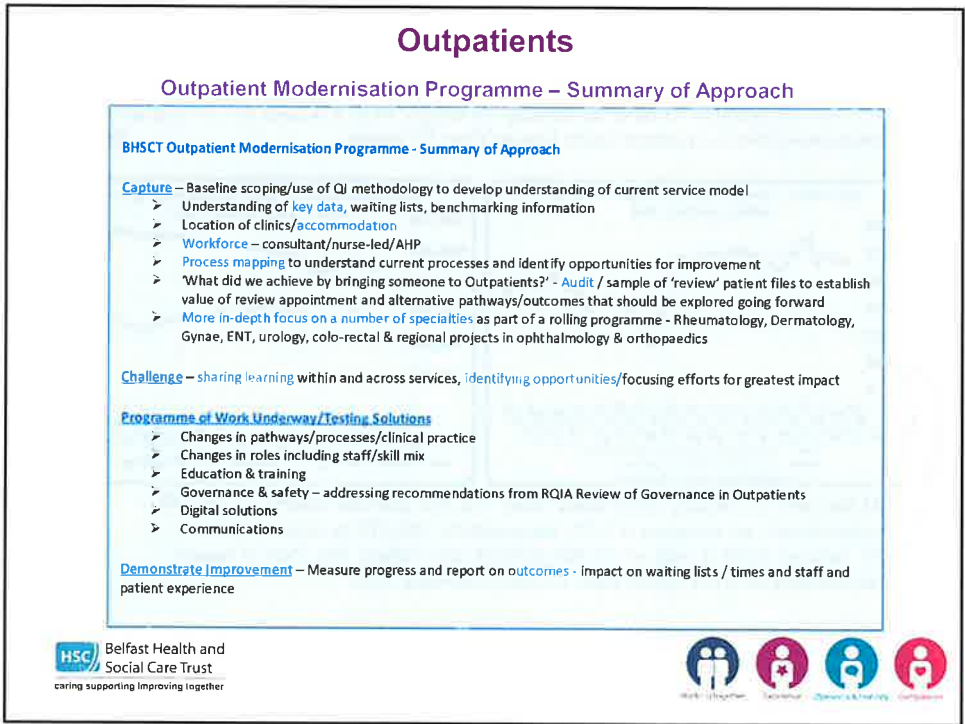 Outpatients
Outpatient Modernisation Programme – Summary of Approach
BHSCT Outpatient Modernisation Programme - Summary of Approach
Capture – Baseline scoping/use of QI methodology to develop understanding of current service model
➢ Understanding of key data, waiting lists, benchmarking information
➢ Location of clinics/accommodation
➢ Workforce – consultant/nurse-led/AHP
➢ Process mapping to understand current processes and identify opportunities for improvement
➢ 'What did we achieve by bringing someone to Outpatients?' - Audit / sample of 'review' patient files to establish
value of review appointment and alternative pathways/outcomes that should be explored going forward
➢ More in-depth focus on a number of specialties as part of a rolling programme - Rheumatology, Dermatology,
Gynae, ENT, urology, colo-rectal & regional projects in ophthalmology & orthopaedics
Challenge – sharing learning within and across services, identifying opportunities/focusing efforts for greatest impact
Programme of Work Underway/Testing Solutions
➢ Changes in pathways/processes/clinical practice
➢ Changes in roles including staff/skill mix
➢ Education & training
➢ Governance & safety – addressing recommendations from RQIA Review of Governance in Outpatients
➢ Digital solutions
➢ Communications
Demonstrate Improvement – Measure progress and report on outcomes - impact on waiting lists / times and staff and
patient experience
HSC Belfast Health and
Social Care Trust
caring supporting improving together